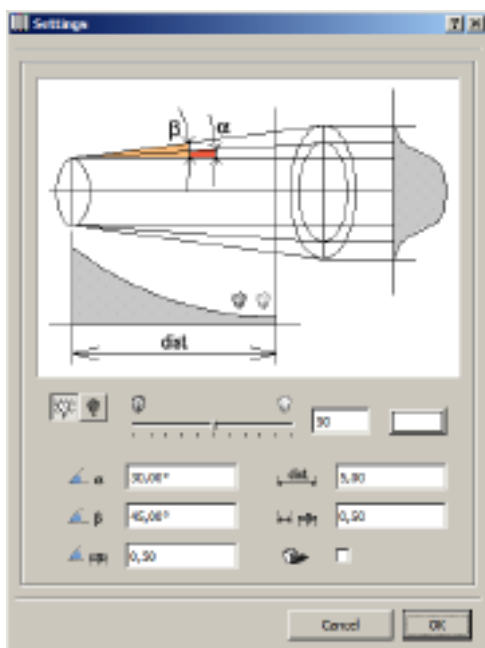 Settings
β α
dist.
50
α 30,00° dist. 5,00
β 45,00° 0,50
0,50
Cancel OK